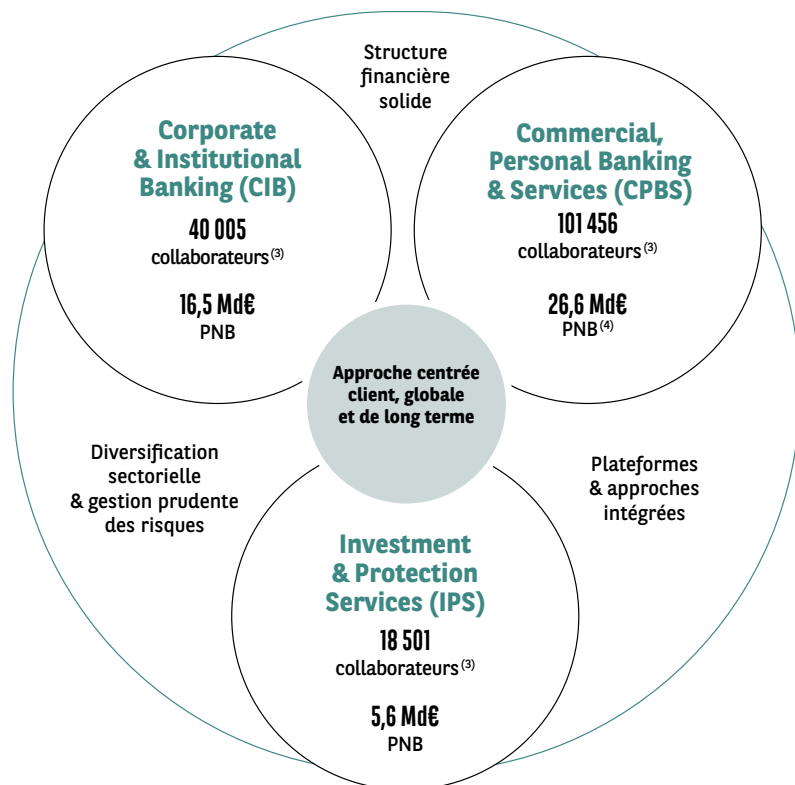 Structure
financière
solide
Corporate
& Institutional
Banking (CIB)
40 005
collaborateurs (3)
16,5 Md€
PNB
Commercial,
Personal Banking
& Services (CPBS)
101 456
collaborateurs (3)
26,6 Md€
PNB (4)
Approche centrée
client, globale
et de long terme
Diversification
sectorielle
& gestion prudente
des risques
Plateformes
& approches
intégrées
Investment
& Protection
Services (IPS)
18 501
collaborateurs (3)
5,6 Md€
PNB